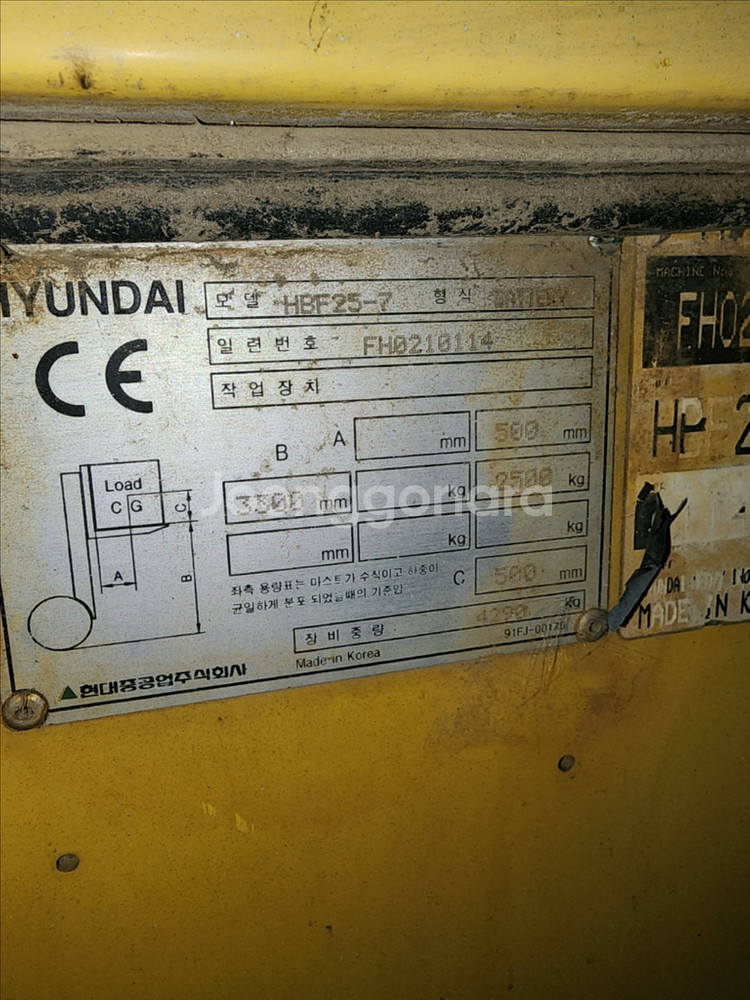 HYUNDAI
모델 HBF25-7 형식 BATTERY
일련번호 FH0210114
CE
작업장치
B A mm 500 mm
3300 mm kg 2500 kg
mm kg kg
Load
C G
C
A
B
좌측 용량표는 마스트가 수직이고 하중이
균일하게 분포 되었을때의 기준임
C 500 mm
장비중량 4290 kg
Made in Korea
91FJ-00170
현대중공업주식회사
MACHINE No.
FH02
MADE IN K
Joonggonara